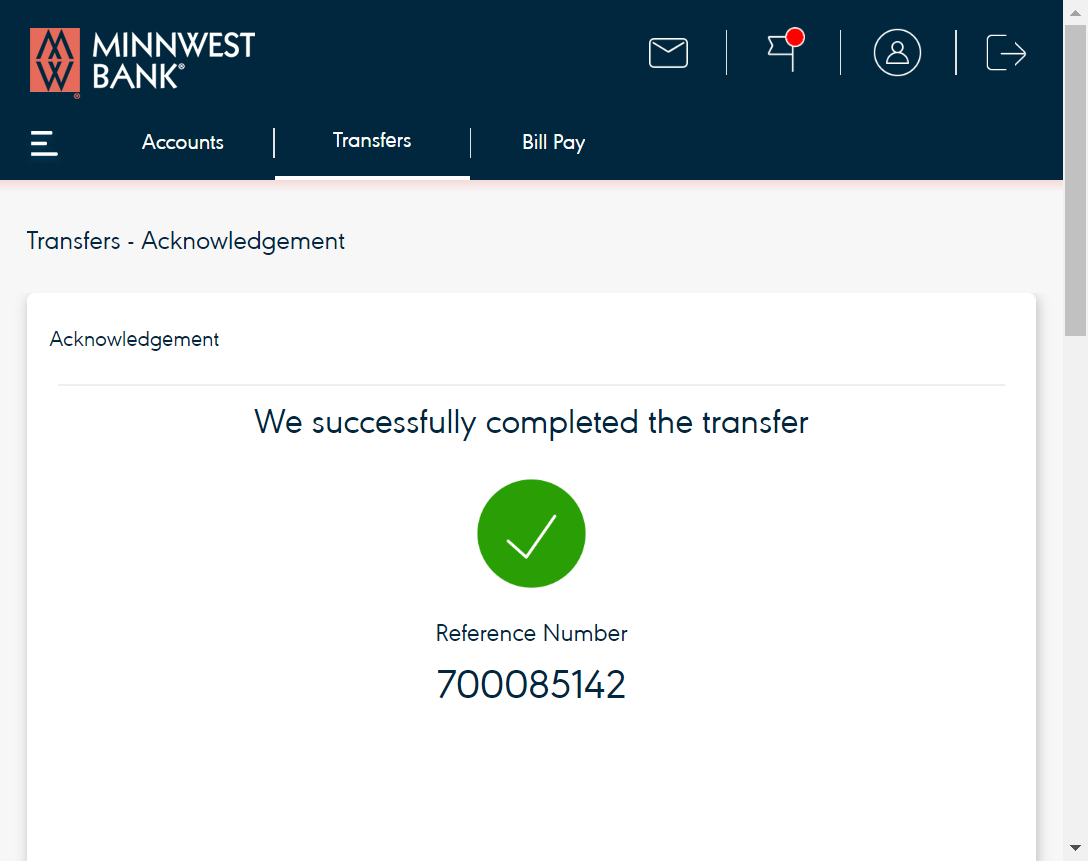 MINNWEST
BANK®
Accounts
Transfers
Bill Pay
Transfers - Acknowledgement
Acknowledgement
We successfully completed the transfer
Reference Number
700085142